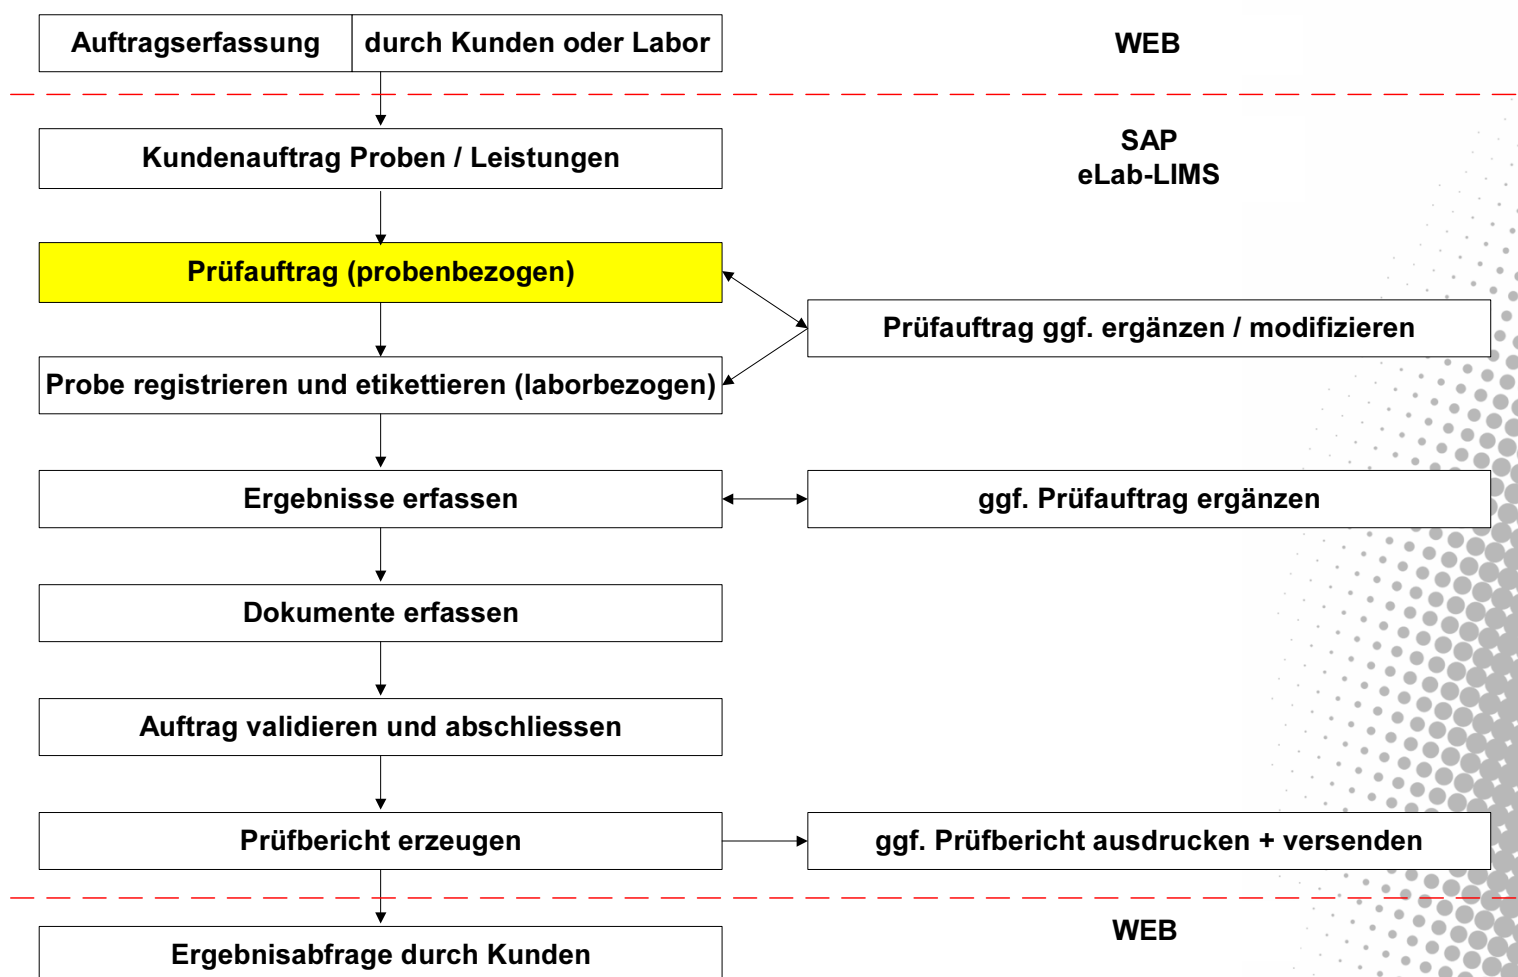 Auftragserfassung durch Kunden oder Labor
WEB
Kundenauftrag Proben / Leistungen
SAP
eLab-LIMS
Prüfauftrag (probenbezogen)
Prüfauftrag ggf. ergänzen / modifizieren
Probe registrieren und etikettieren (laborbezogen)
Ergebnisse erfassen
ggf. Prüfauftrag ergänzen
Dokumente erfassen
Auftrag validieren und abschliessen
Prüfbericht erzeugen
ggf. Prüfbericht ausdrucken + versenden
WEB
Ergebnisabfrage durch Kunden